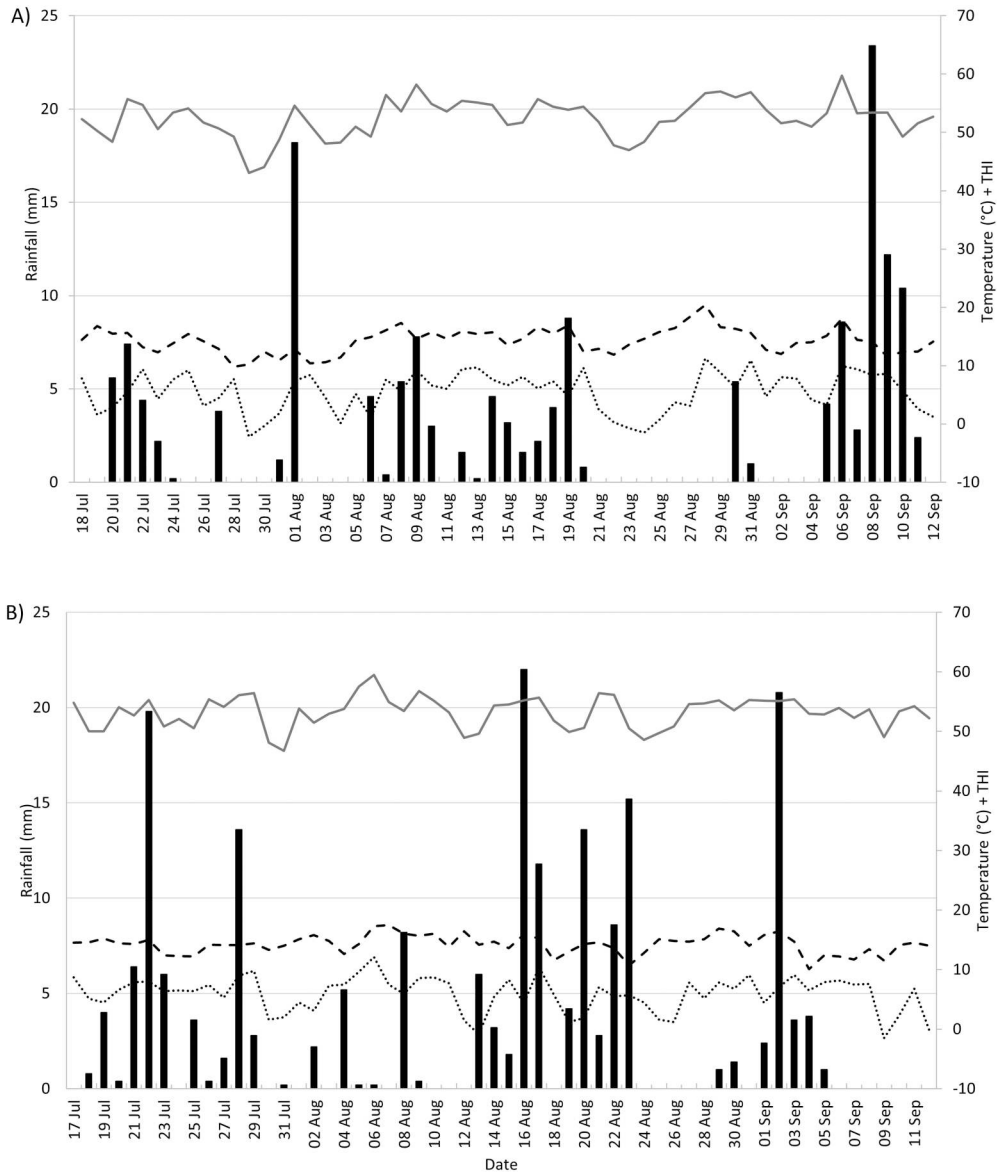 A)
25
20
15
10
5
0
Rainfall (mm)
70
60
50
40
30
20
10
0
-10
Temperature (°C) + THI
18 Jul
20 Jul
22 Jul
24 Jul
26 Jul
28 Jul
30 Jul
01 Aug
03 Aug
05 Aug
07 Aug
09 Aug
11 Aug
13 Aug
15 Aug
17 Aug
19 Aug
21 Aug
23 Aug
25 Aug
27 Aug
29 Aug
31 Aug
02 Sep
04 Sep
06 Sep
08 Sep
10 Sep
12 Sep
B)
25
20
15
10
5
0
Rainfall (mm)
70
60
50
40
30
20
10
0
-10
Temperature (°C) + THI
17 Jul
19 Jul
21 Jul
23 Jul
25 Jul
27 Jul
29 Jul
31 Jul
02 Aug
04 Aug
06 Aug
08 Aug
10 Aug
12 Aug
14 Aug
16 Aug
18 Aug
20 Aug
22 Aug
24 Aug
26 Aug
28 Aug
30 Aug
01 Sep
03 Sep
05 Sep
07 Sep
09 Sep
11 Sep
Date